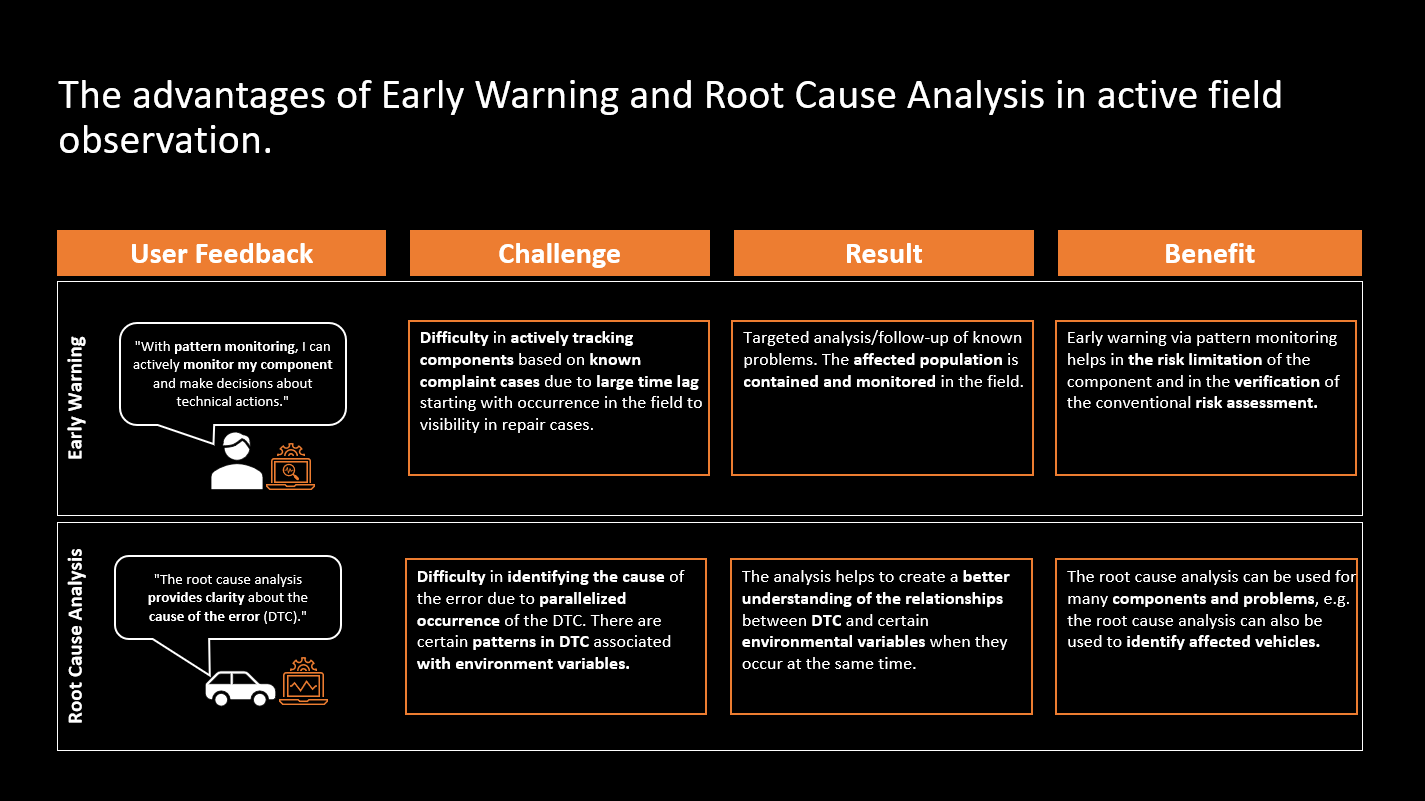 The advantages of Early Warning and Root Cause Analysis in active field
observation.
User Feedback
Challenge
Result
Benefit
Early Warning
"With pattern monitoring, I can
actively monitor my component
and make decisions about
technical actions."
Difficulty in actively tracking
components based on known
complaint cases due to large time lag
starting with occurrence in the field to
visibility in repair cases.
Targeted analysis/follow-up of known
problems. The affected population is
contained and monitored in the field.
Early warning via pattern monitoring
helps in the risk limitation of the
component and in the verification of
the conventional risk assessment.
Root Cause Analysis
"The root cause analysis
provides clarity about the
cause of the error (DTC)."
Difficulty in identifying the cause of
the error due to parallelized
occurrence of the DTC. There are
certain patterns in DTC associated
with environment variables.
The analysis helps to create a better
understanding of the relationships
between DTC and certain
environmental variables when they
occur at the same time.
The root cause analysis can be used for
many components and problems, e.g.
the root cause analysis can also be
used to identify affected vehicles.